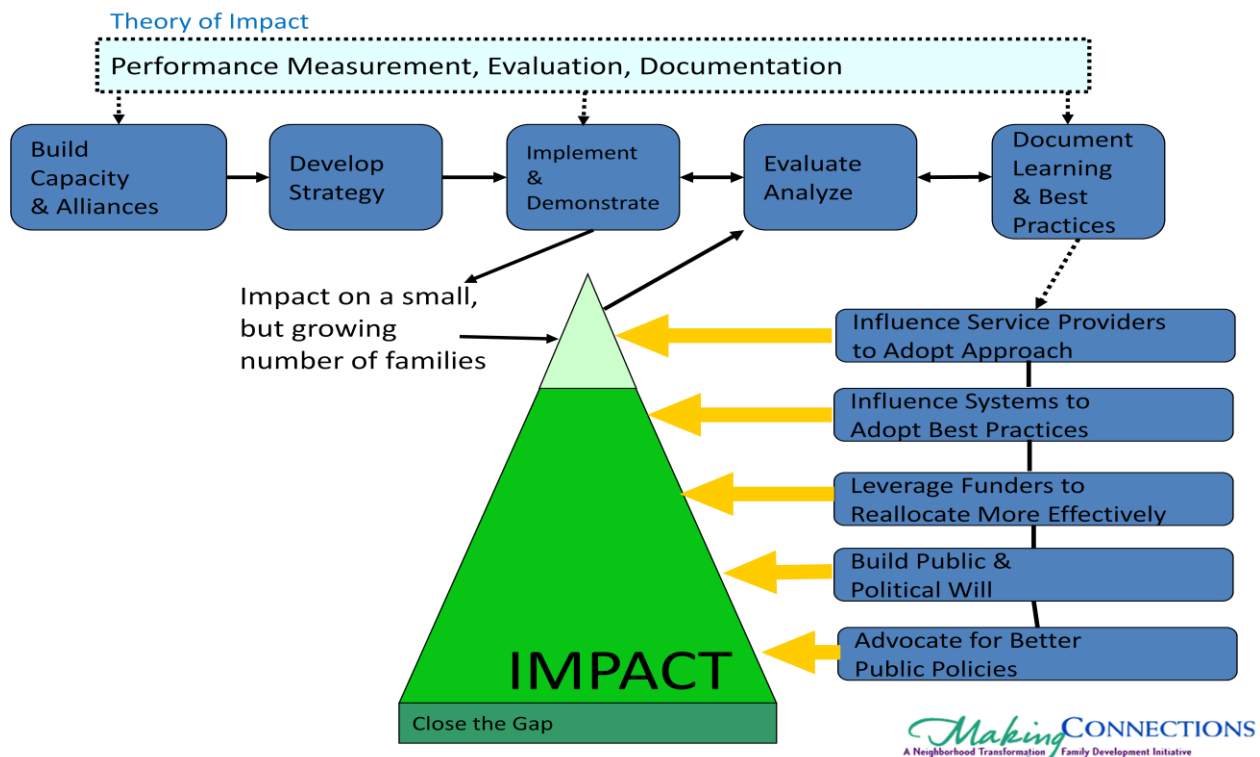 Theory of Impact
Performance Measurement, Evaluation, Documentation
Build
Capacity
& Alliances
Develop
Strategy
Implement
&
Demonstrate
Evaluate
Analyze
Document
Learning
& Best
Practices
Impact on a small,
but growing
number of families
Influence Service Providers
to Adopt Approach
Influence Systems to
Adopt Best Practices
Leverage Funders to
Reallocate More Effectively
Build Public &
Political Will
Advocate for Better
Public Policies
IMPACT
Close the Gap
Making CONNECTIONS
A Neighborhood Transformation Family Development Initiative